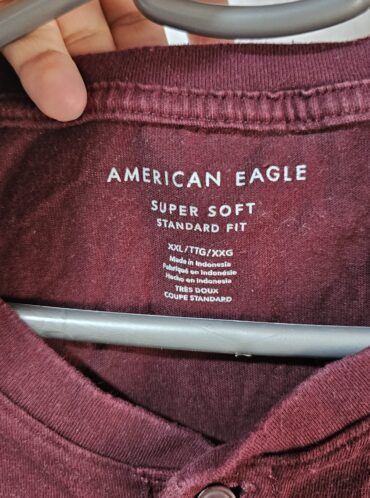 AMERICAN EAGLE
SUPER SOFT
STANDARD FIT
XXL/TTG/XXG
Made in Indonesia
Fabriqué en Indonésie
Hecho en Indonesia
TRÈS DOUX
COUPE STANDARD